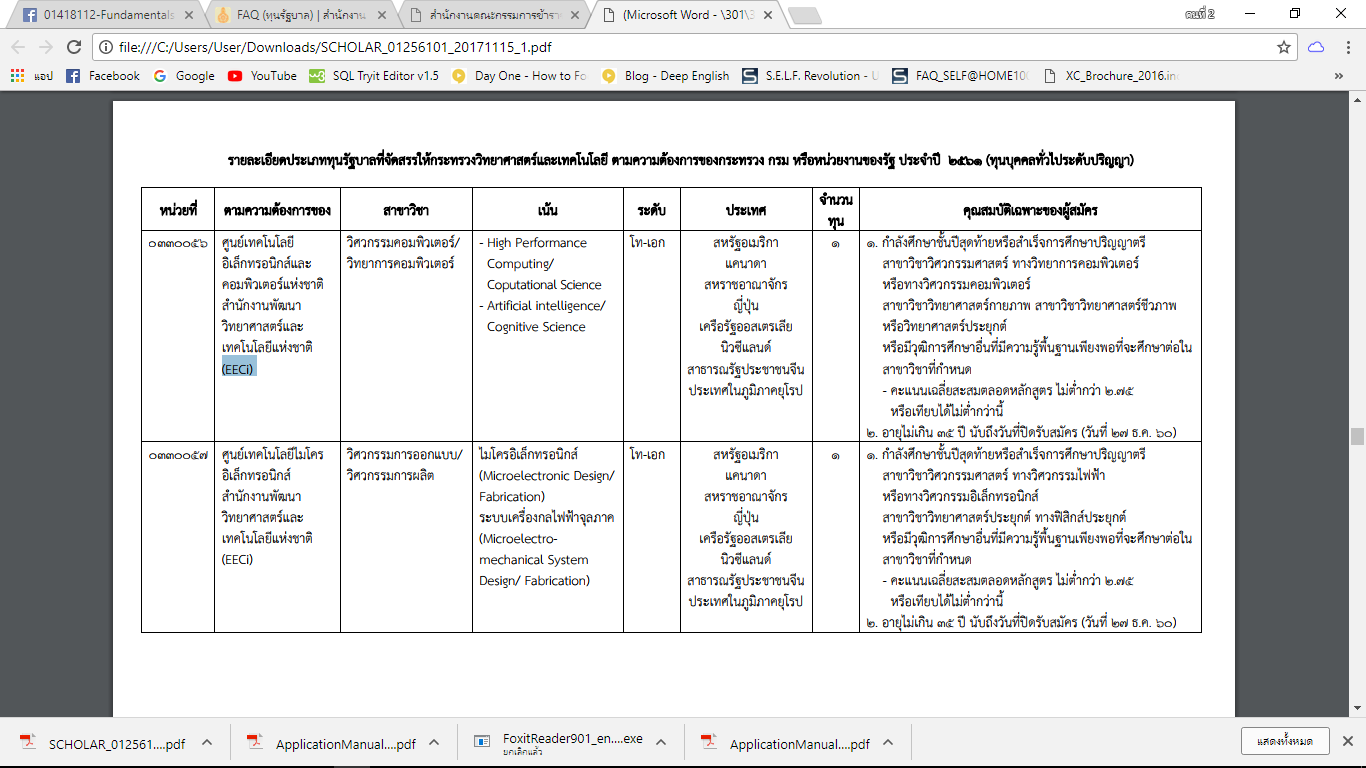 01418112-Fundamentals
FAQ (ทุนรัฐบาล) | สำนักงาน
สำนักงานคณะกรรมการข้าราช
(Microsoft Word - \301\3
คนที่ 2
file:///C:/Users/User/Downloads/SCHOLAR_01256101_20171115_1.pdf
แอป
Facebook
Google
YouTube
SQL Tryit Editor v1.5
Day One - How to Fo
Blog - Deep English
S.E.L.F. Revolution - U
FAQ_SELF@HOME100
XC_Brochure_2016.in
»
รายละเอียดประเภททุนรัฐบาลที่จัดสรรให้กระทรวงวิทยาศาสตร์และเทคโนโลยี ตามความต้องการของกระทรวง กรม หรือหน่วยงานของรัฐ ประจำปี ๒๕๖๑ (ทุนบุคคลทั่วไประดับปริญญา)
หน่วยที่
ตามความต้องการของ
สาขาวิชา
เน้น
ระดับ
ประเทศ
จำนวน
ทุน
คุณสมบัติเฉพาะของผู้สมัคร
๐๓๓๐๐๕๖
ศูนย์เทคโนโลยี
อิเล็กทรอนิกส์และ
คอมพิวเตอร์แห่งชาติ
สำนักงานพัฒนา
วิทยาศาสตร์และ
เทคโนโลยีแห่งชาติ
(EECi)
วิศวกรรมคอมพิวเตอร์/
วิทยาการคอมพิวเตอร์
- High Performance
Computing/
Coputational Science
- Artificial intelligence/
Cognitive Science
โท-เอก
สหรัฐอเมริกา
แคนาดา
สหราชอาณาจักร
ญี่ปุ่น
เครือรัฐออสเตรเลีย
นิวซีแลนด์
สาธารณรัฐประชาชนจีน
ประเทศในภูมิภาคยุโรป
๑
๑. กำลังศึกษาชั้นปีสุดท้ายหรือสำเร็จการศึกษาปริญญาตรี
สาขาวิชาวิศวกรรมศาสตร์ ทางวิทยาการคอมพิวเตอร์
หรือทางวิศวกรรมคอมพิวเตอร์
สาขาวิชาวิทยาศาสตร์กายภาพ สาขาวิชาวิทยาศาสตร์ชีวภาพ
หรือวิทยาศาสตร์ประยุกต์
หรือมีวุฒิการศึกษาอื่นที่มีความรู้พื้นฐานเพียงพอที่จะศึกษาต่อใน
สาขาวิชาที่กำหนด
- คะแนนเฉลี่ยสะสมตลอดหลักสูตร ไม่ต่ำกว่า ๒.๗๕
หรือเทียบได้ไม่ต่ำกว่านี้
๒. อายุไม่เกิน ๓๕ ปี นับถึงวันที่ปิดรับสมัคร (วันที่ ๒๗ ธ.ค. ๖๐)
๐๓๓๐๐๕๗
ศูนย์เทคโนโลยีไมโคร
อิเล็กทรอนิกส์
สำนักงานพัฒนา
วิทยาศาสตร์และ
เทคโนโลยีแห่งชาติ
(EECi)
วิศวกรรมการออกแบบ/
วิศวกรรมการผลิต
ไมโครอิเล็กทรอนิกส์
(Microelectronic Design/
Fabrication)
ระบบเครื่องกลไฟฟ้าจุลภาค
(Microelectro-
mechanical System
Design/ Fabrication)
โท-เอก
สหรัฐอเมริกา
แคนาดา
สหราชอาณาจักร
ญี่ปุ่น
เครือรัฐออสเตรเลีย
นิวซีแลนด์
สาธารณรัฐประชาชนจีน
ประเทศในภูมิภาคยุโรป
๑
๑. กำลังศึกษาชั้นปีสุดท้ายหรือสำเร็จการศึกษาปริญญาตรี
สาขาวิชาวิศวกรรมศาสตร์ ทางวิศวกรรมไฟฟ้า
หรือทางวิศวกรรมอิเล็กทรอนิกส์
สาขาวิชาวิทยาศาสตร์ประยุกต์ ทางฟิสิกส์ประยุกต์
หรือมีวุฒิการศึกษาอื่นที่มีความรู้พื้นฐานเพียงพอที่จะศึกษาต่อใน
สาขาวิชาที่กำหนด
- คะแนนเฉลี่ยสะสมตลอดหลักสูตร ไม่ต่ำกว่า ๒.๗๕
หรือเทียบได้ไม่ต่ำกว่านี้
๒. อายุไม่เกิน ๓๕ ปี นับถึงวันที่ปิดรับสมัคร (วันที่ ๒๗ ธ.ค. ๖๐)
SCHOLAR_012561....pdf
ApplicationManual....pdf
FoxitReader901_en....exe
ยกเลิกแล้ว
ApplicationManual....pdf
แสดงทั้งหมด